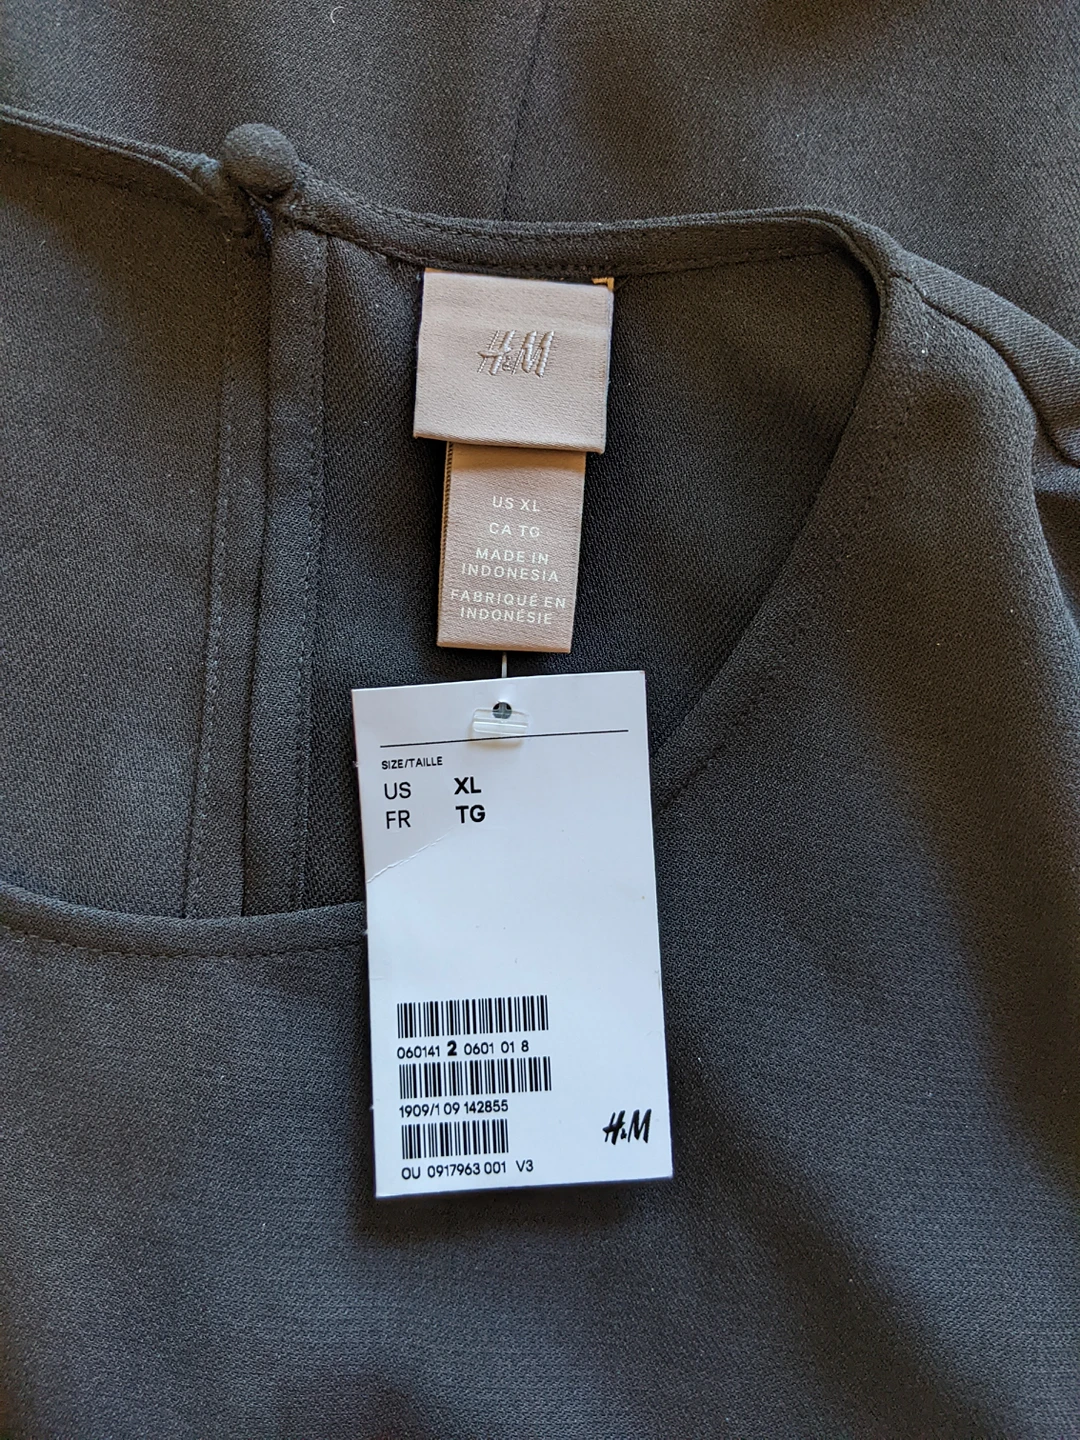 H&M
US XL
CA TG
MADE IN
INDONESIA
FABRIQUÉ EN
INDONÉSIE
SIZE/TAILLE
US XL
FR TG
060141 2 0601 01 8
1909/1 09 142855
H&M
OU 0917963 001 V3